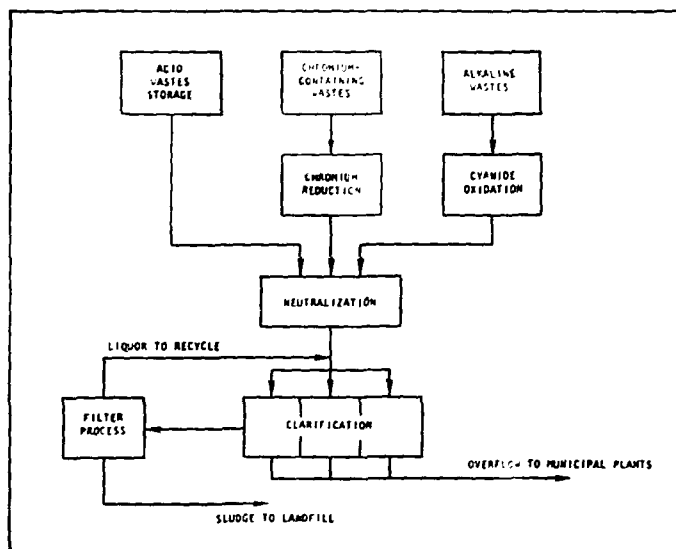 ACID
WASTES
STORAGE
CHROMIUM-
CONTAINING
WASTES
ALKALINE
WASTES
CHROMIUM
REDUCTION
CYANIDE
OXIDATION
NEUTRALIZATION
LIQUOR TO RECYCLE
FILTER
PROCESS
CLARIFICATION
OVERFLOW TO MUNICIPAL PLANTS
SLUDGE TO LANDFILL